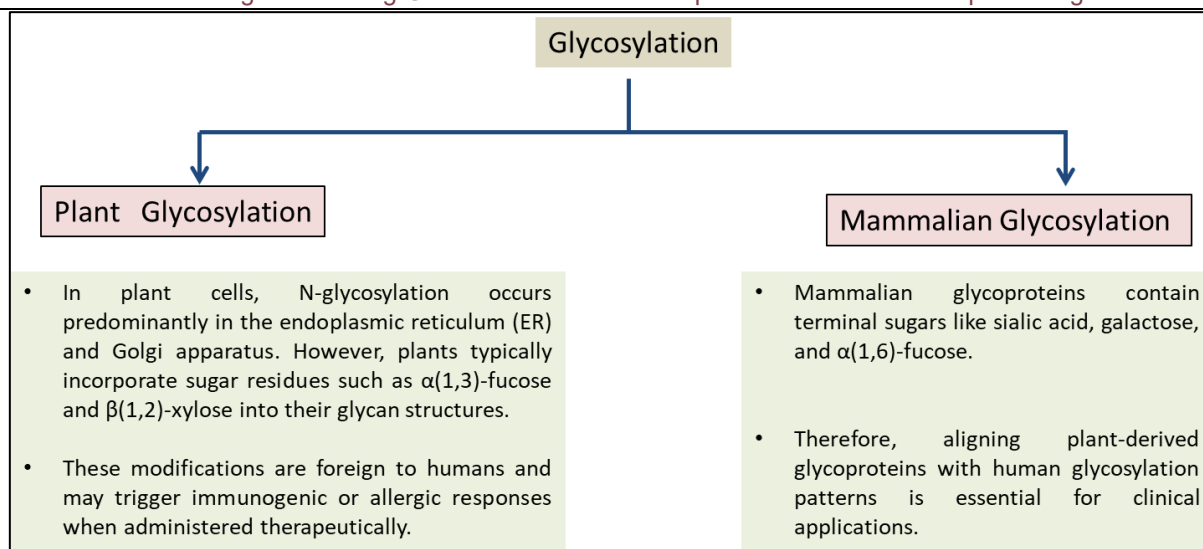 Glycosylation
Plant Glycosylation
Mammalian Glycosylation
• In plant cells, N-glycosylation occurs
predominantly in the endoplasmic reticulum (ER)
and Golgi apparatus. However, plants typically
incorporate sugar residues such as α(1,3)-fucose
and β(1,2)-xylose into their glycan structures.
• These modifications are foreign to humans and
may trigger immunogenic or allergic responses
when administered therapeutically.
• Mammalian glycoproteins contain
terminal sugars like sialic acid, galactose,
and α(1,6)-fucose.
• Therefore, aligning plant-derived
glycoproteins with human glycosylation
patterns is essential for clinical
applications.